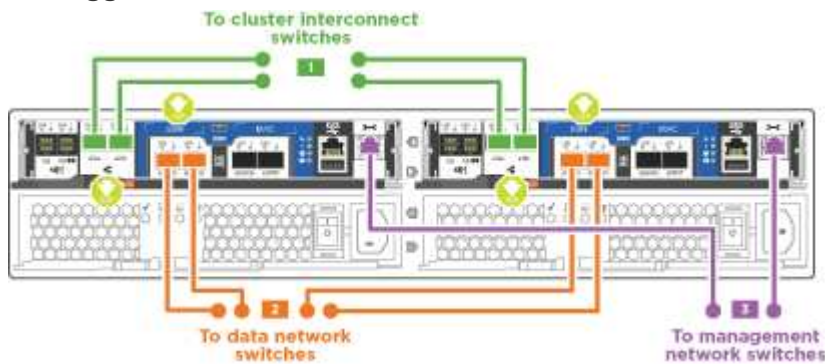 To cluster interconnect
switches
1
2
3
To data network
switches
To management
network switches